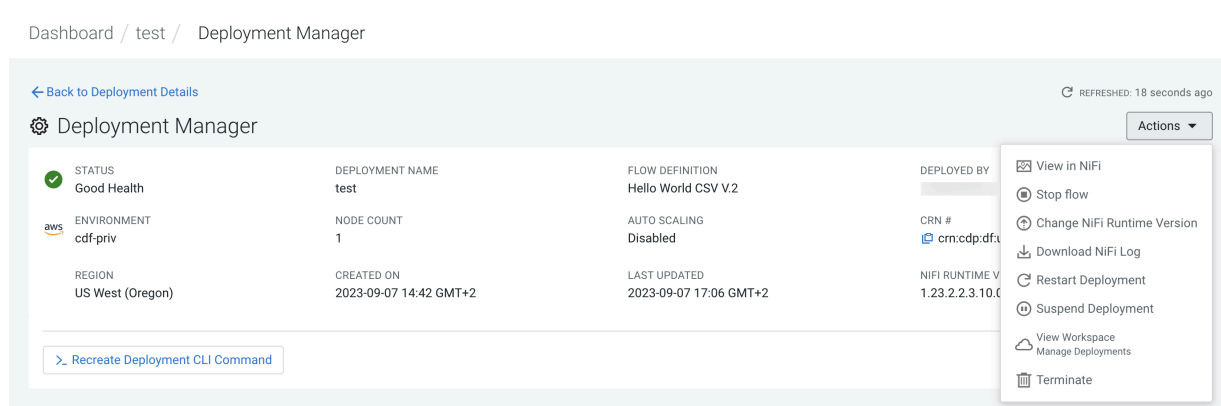 Dashboard / test / Deployment Manager
Back to Deployment Details
REFRESHED: 18 seconds ago
Deployment Manager
Actions
STATUS
Good Health
DEPLOYMENT NAME
test
FLOW DEFINITION
Hello World CSV V.2
DEPLOYED BY
aws
ENVIRONMENT
cdf-priv
NODE COUNT
1
AUTO SCALING
Disabled
CRN #
crn:cdp:df:u
REGION
US West (Oregon)
CREATED ON
2023-09-07 14:42 GMT+2
LAST UPDATED
2023-09-07 17:06 GMT+2
NIFI RUNTIME V
1.23.2.2.3.10.0
>_ Recreate Deployment CLI Command
View in NiFi
Stop flow
Change NiFi Runtime Version
Download NiFi Log
Restart Deployment
Suspend Deployment
View Workspace
Manage Deployments
Terminate